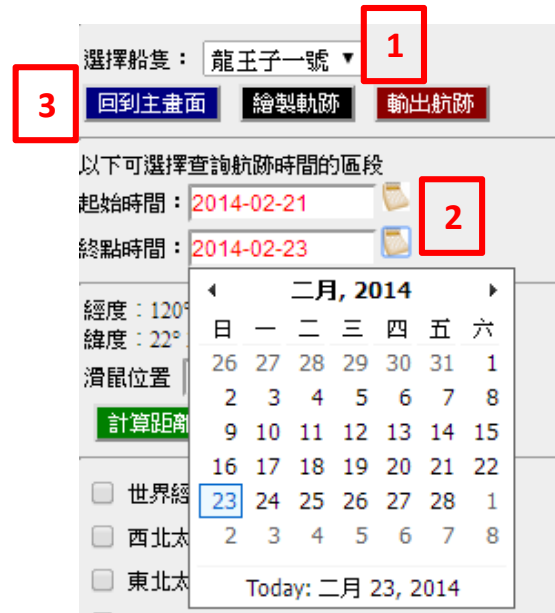 選擇船隻： 龍王子一號 1
3 回到主畫面 繪製軌跡 輸出航跡
以下可選擇查詢航跡時間的區段
起始時間：2014-02-21
2
終點時間：2014-02-23
二月, 2014
經度：120°
日 一 二 三 四 五 六
緯度：22°
26 27 28 29 30 31 1
滑鼠位置
2 3 4 5 6 7 8
計算距離
9 10 11 12 13 14 15
16 17 18 19 20 21 22
世界經
23 24 25 26 27 28 1
西北太
2 3 4 5 6 7 8
東北太
Today: 二月 23, 2014